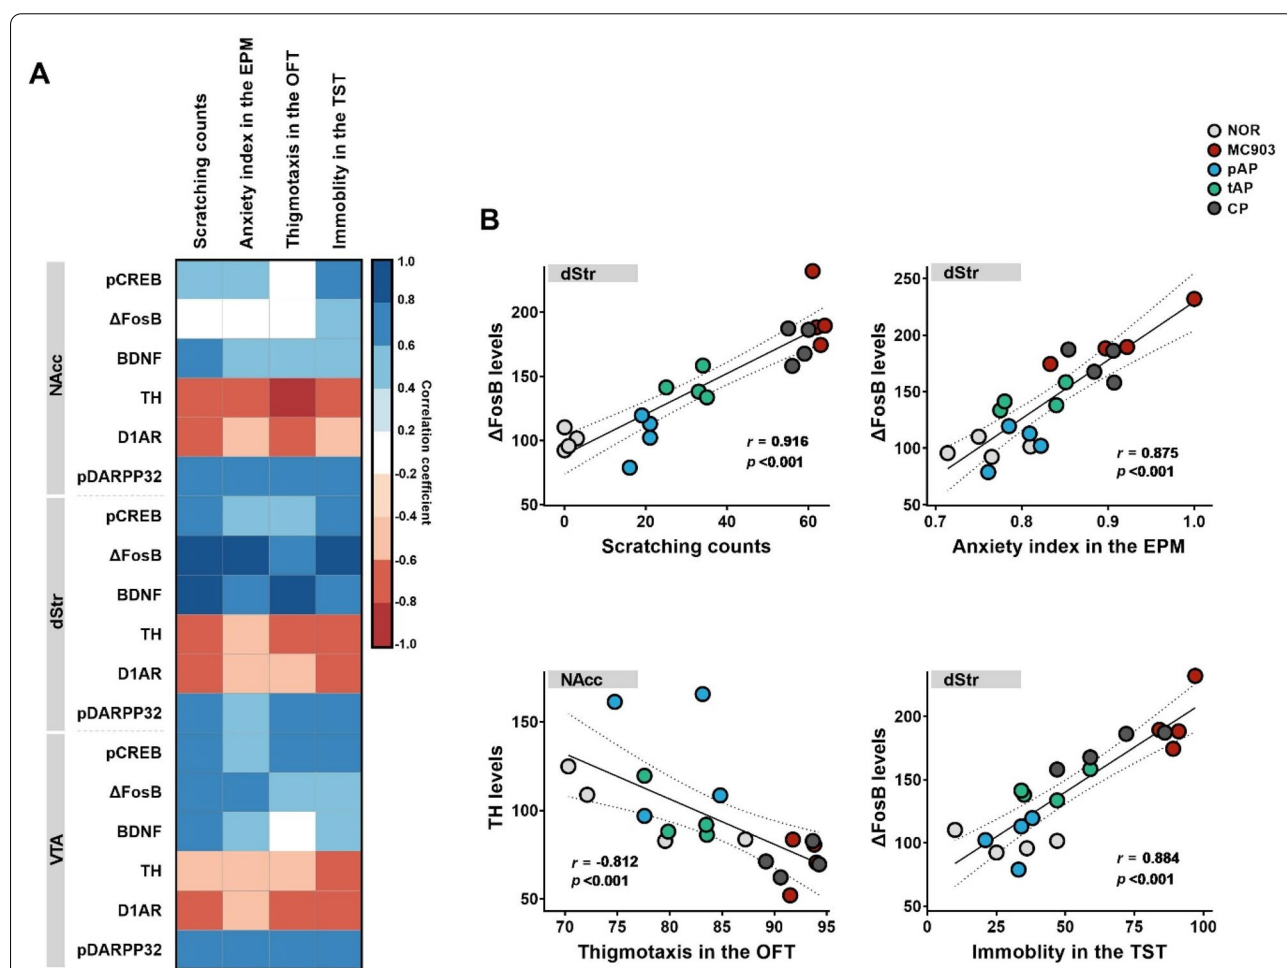 A
Scratching counts
Anxiety index in the EPM
Thigmotaxis in the OFT
Immoblity in the TST
NAcc
pCREB
ΔFosB
BDNF
TH
D1AR
pDARPP32
dStr
pCREB
ΔFosB
BDNF
TH
D1AR
pDARPP32
VTA
pCREB
ΔFosB
BDNF
TH
D1AR
pDARPP32
1.0
0.8
0.6
0.4
0.2
-0.2
-0.4
-0.6
-0.8
-1.0
Correlation coefficient
NOR
MC903
pAP
tAP
CP
B
dStr
ΔFosB levels
200
150
100
50
0 20 40 60
Scratching counts
r = 0.916
p <0.001
dStr
ΔFosB levels
250
200
150
100
50
0.7 0.8 0.9 1.0
Anxiety index in the EPM
r = 0.875
p <0.001
NAcc
TH levels
150
100
50
70 75 80 85 90 95
Thigmotaxis in the OFT
r = -0.812
p <0.001
dStr
ΔFosB levels
200
150
100
50
0 25 50 75 100
Immoblity in the TST
r = 0.884
p <0.001